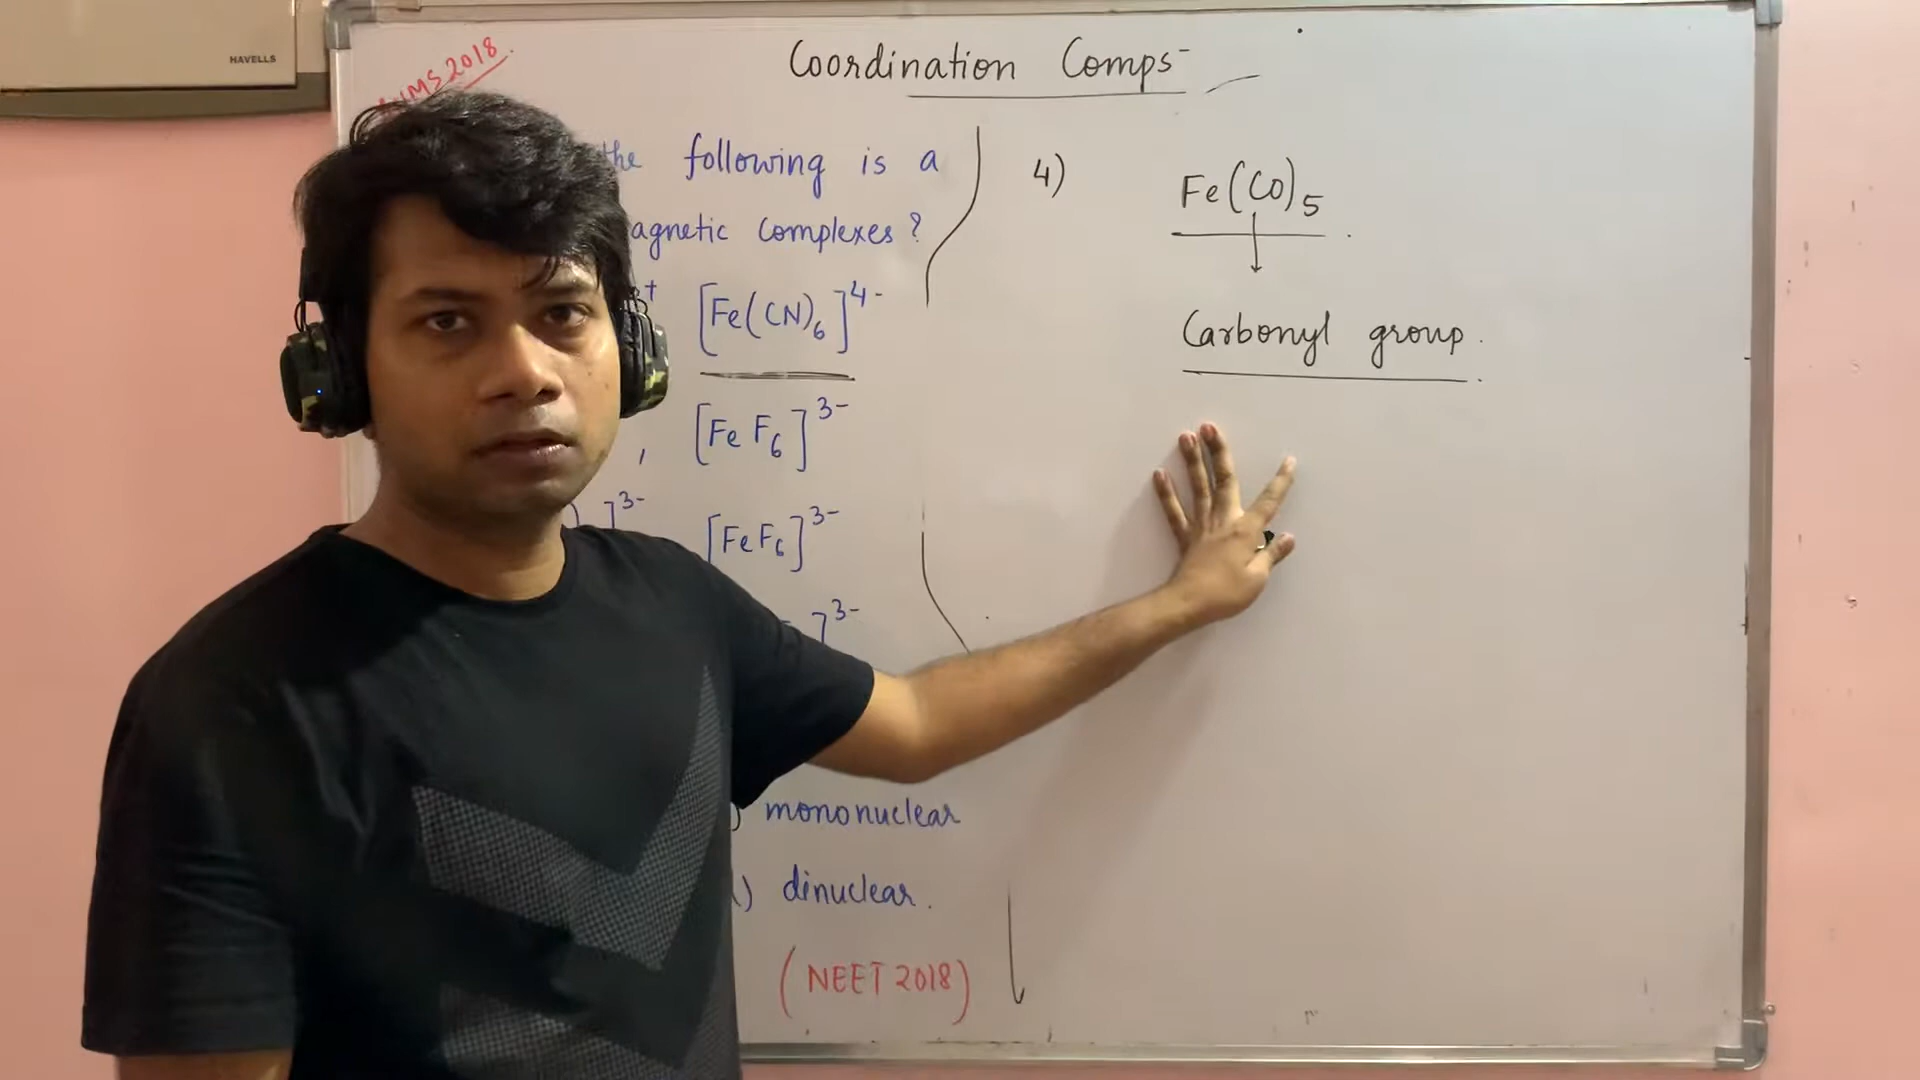 HAVELLS
2018.
Coordination Comps-
the following is a
agnetic complexes?
+ [Fe(CN)6]4-
, [FeF6]3-
) ]3- [FeF6]3-
]3-
) mononuclear
) dinuclear.
(NEET 2018)
4) Fe(CO)5
Carbonyl group.